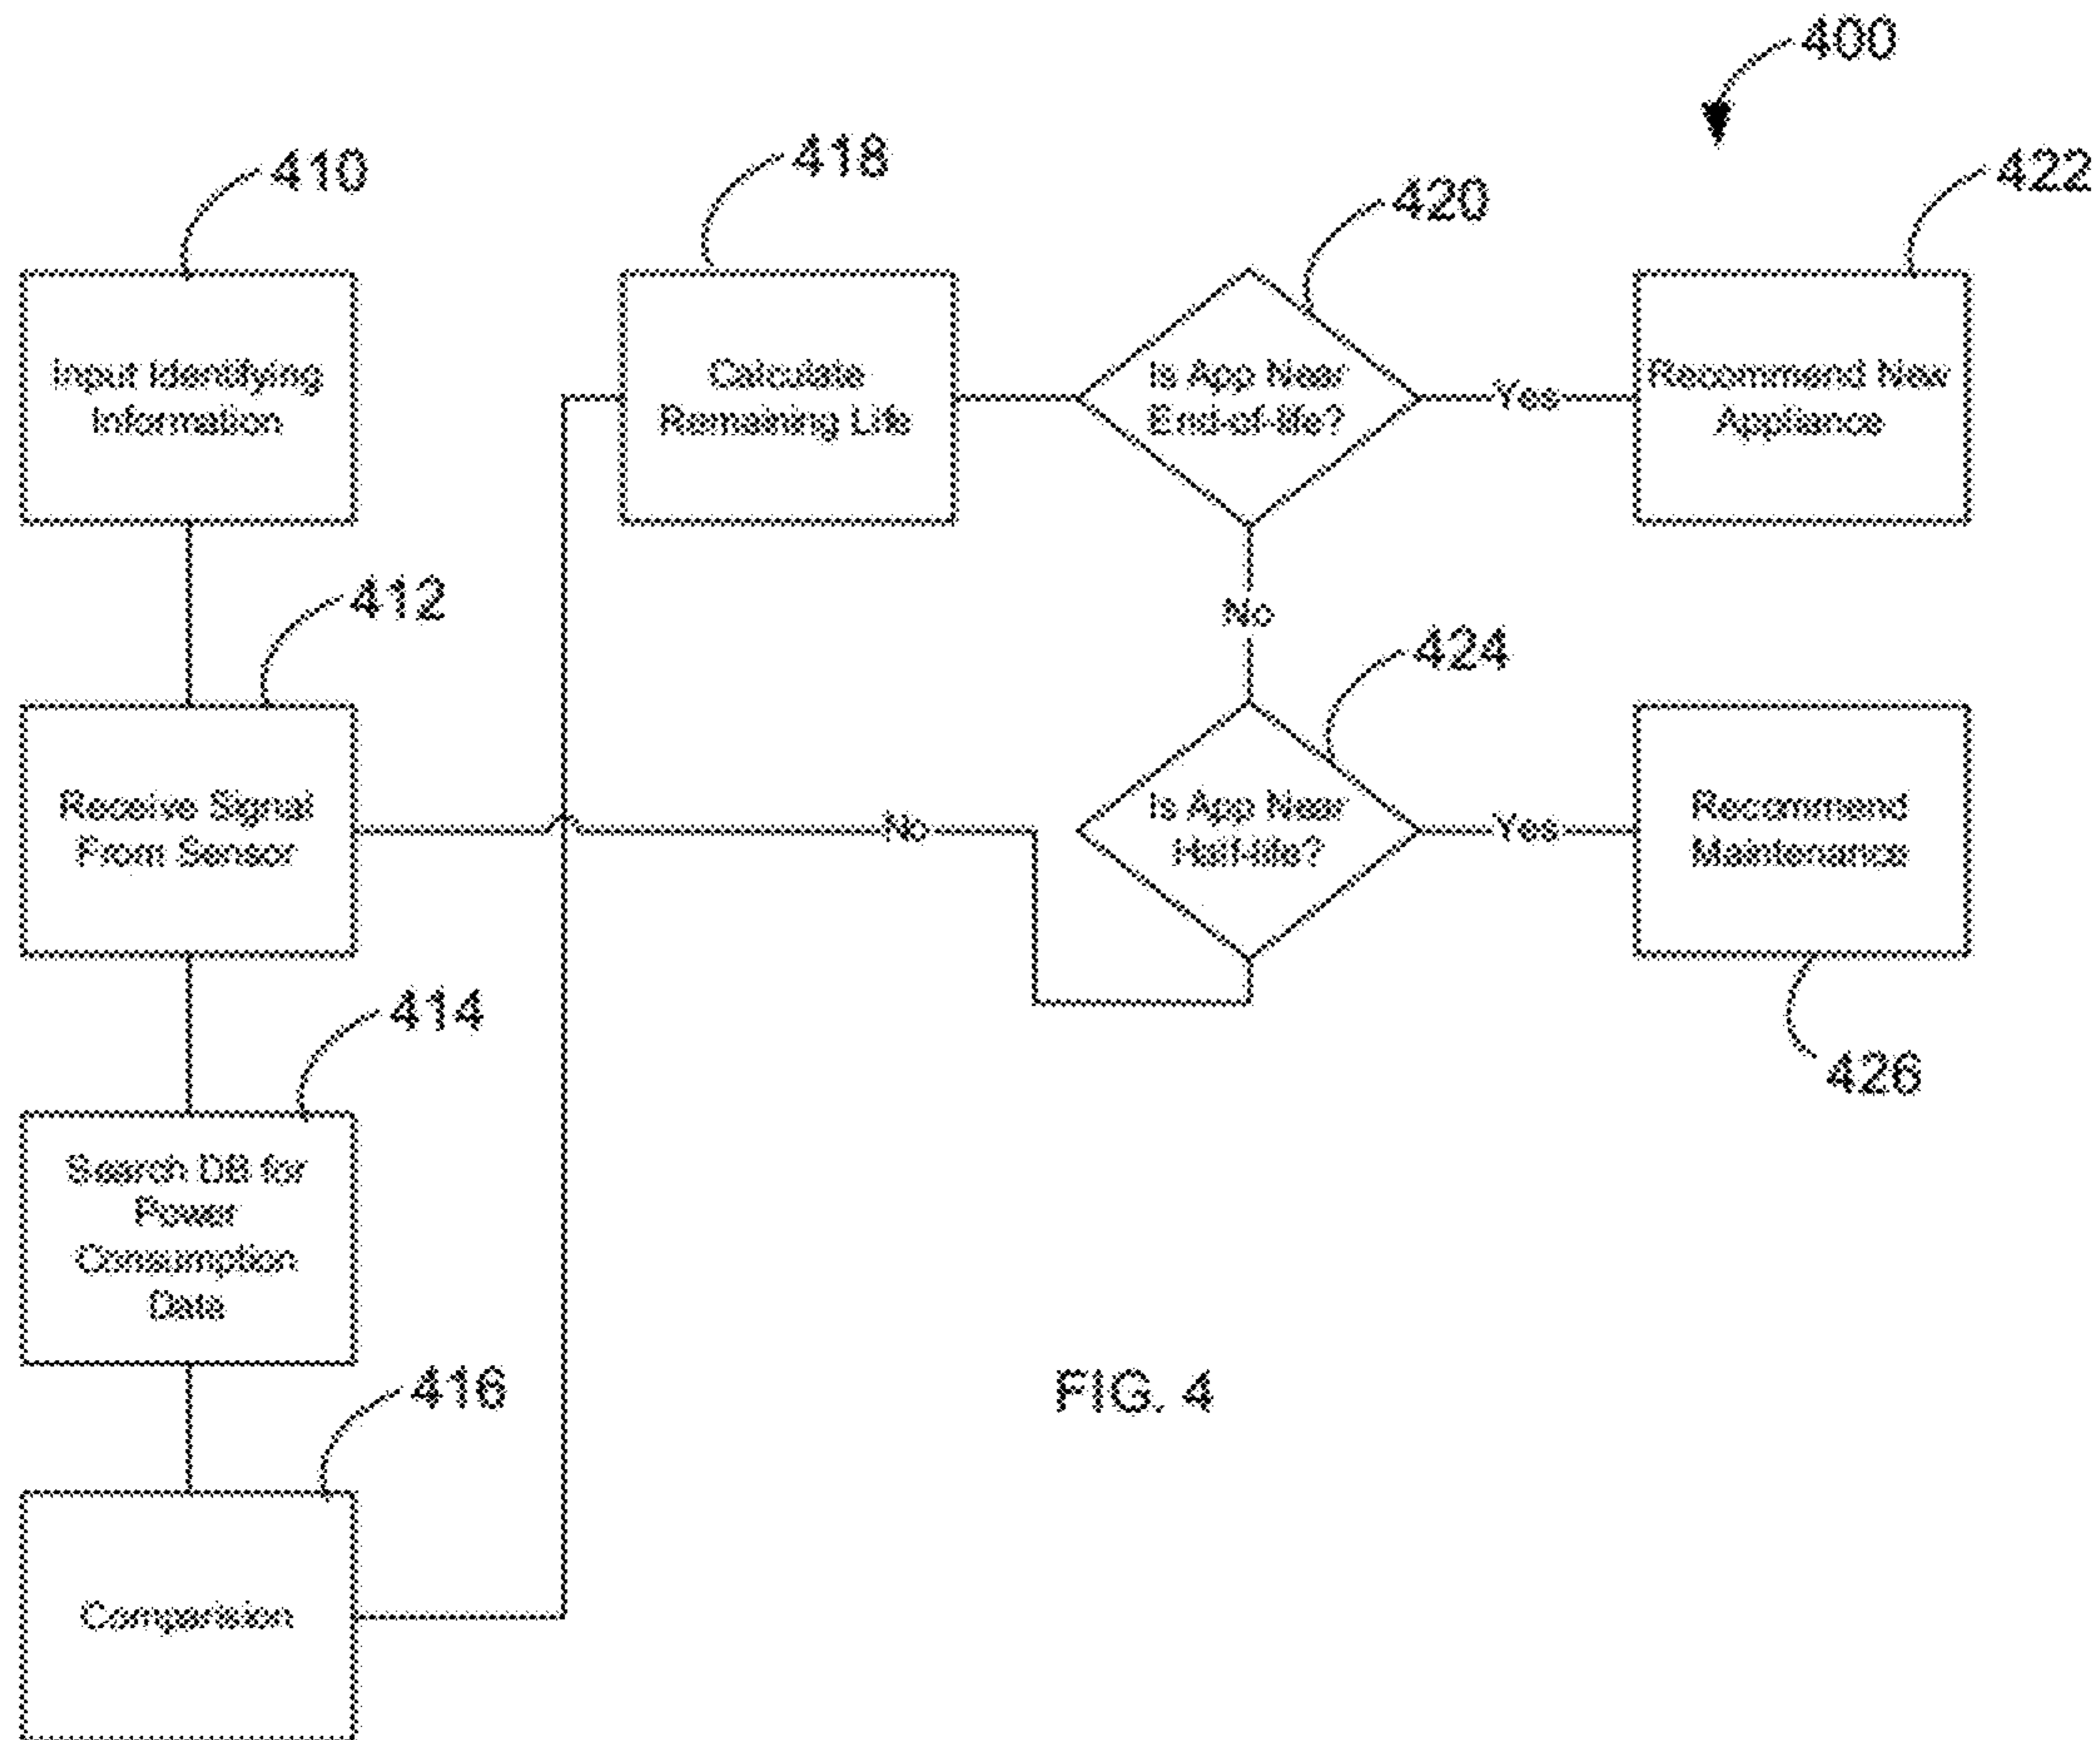 400
410
Input Identifying
Information
412
Receive Signal
From Sensor
414
Search DB for
Power
Consumption
Data
416
Comparision
418
Calculate
Remaining Life
420
Is App Near
End-of-life?
Yes
422
Recommend New
Appliance
No
424
Is App Near
Half-life?
No
Yes
Recommend
Maintenance
426
FIG. 4